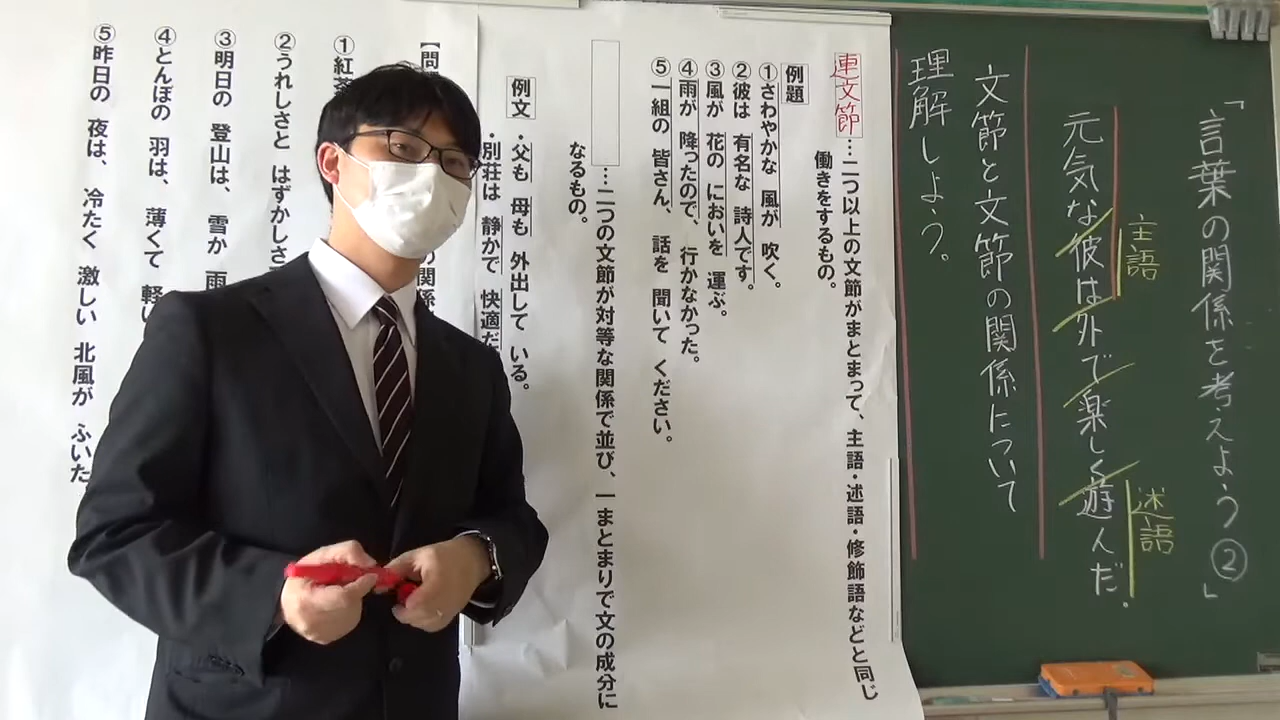 「言葉の関係を考えよう②」
主語
述語
元気な彼は外で楽しく遊んだ。
文節と文節の関係について
理解しよう。
連文節…二つ以上の文節がまとまって、主語・述語・修飾語などと同じ
働きをするもの。
例題
①さわやかな 風が 吹く。
②彼は 有名な 詩人です。
③風が 花の においを 運ぶ。
④雨が 降ったので、 行かなかった。
⑤一組の 皆さん、 話を 聞いて ください。
…二つの文節が対等な関係で並び、一まとまりで文の成分に
なるもの。
例文 ・父も 母も 外出して いる。
・別荘は 静かで 快適だ
【問 の関係
①紅茶
②うれしさと はずかしさ
③明日の 登山は、 雪か 雨
④とんぼの 羽は、 薄くて 軽い
⑤昨日の 夜は、 冷たく 激しい 北風が ふいた